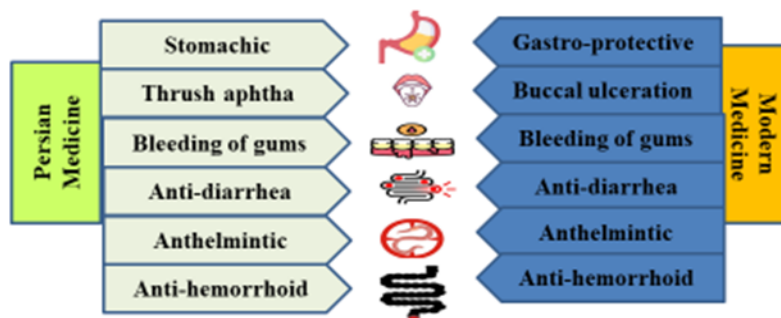 Persian
Medicine
Stomachic
Thrush aphtha
Bleeding of gums
Anti-diarrhea
Anthelmintic
Anti-hemorrhoid
Gastro-protective
Buccal ulceration
Bleeding of gums
Anti-diarrhea
Anthelmintic
Anti-hemorrhoid
Modern
Medicine